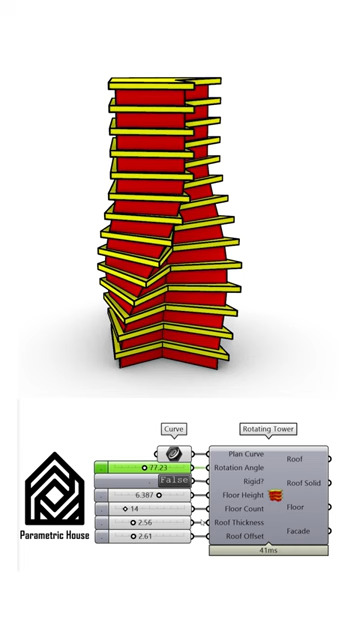 Curve
Rotating Tower
Plan Curve
Roof
77.23
Rotation Angle
False
Rigid?
Roof Solid
6.387
Floor Height
14
Floor Count
Floor
2.56
Roof Thickness
Facade
2.61
Roof Offset
41ms
Parametric House